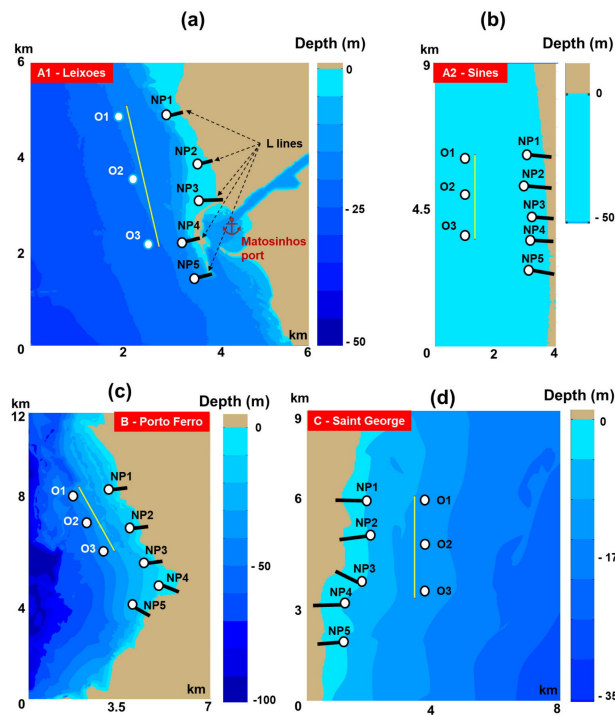 (a)
km
Depth (m)
6
A1 - Leixoes
0
O1
NP1
4
NP2
L lines
O2
NP3
- 25
O3
NP4
2
Matosinhos
port
NP5
km
0
2
4
6
- 50
(b)
km
Depth (m)
9
A2 - Sines
0
O1
NP1
O2
NP2
4.5
O3
NP3
NP4
- 50
NP5
0
0
4
(c)
km
Depth (m)
12
B - Porto Ferro
0
NP1
8
O1
O2
NP2
O3
NP3
- 50
NP4
4
NP5
km
0
3.5
7
-100
(d)
km
Depth (m)
9
C - Saint George
0
NP1
6
O1
NP2
O2
- 17
NP3
O3
NP4
3
NP5
km
0
4
8
- 35